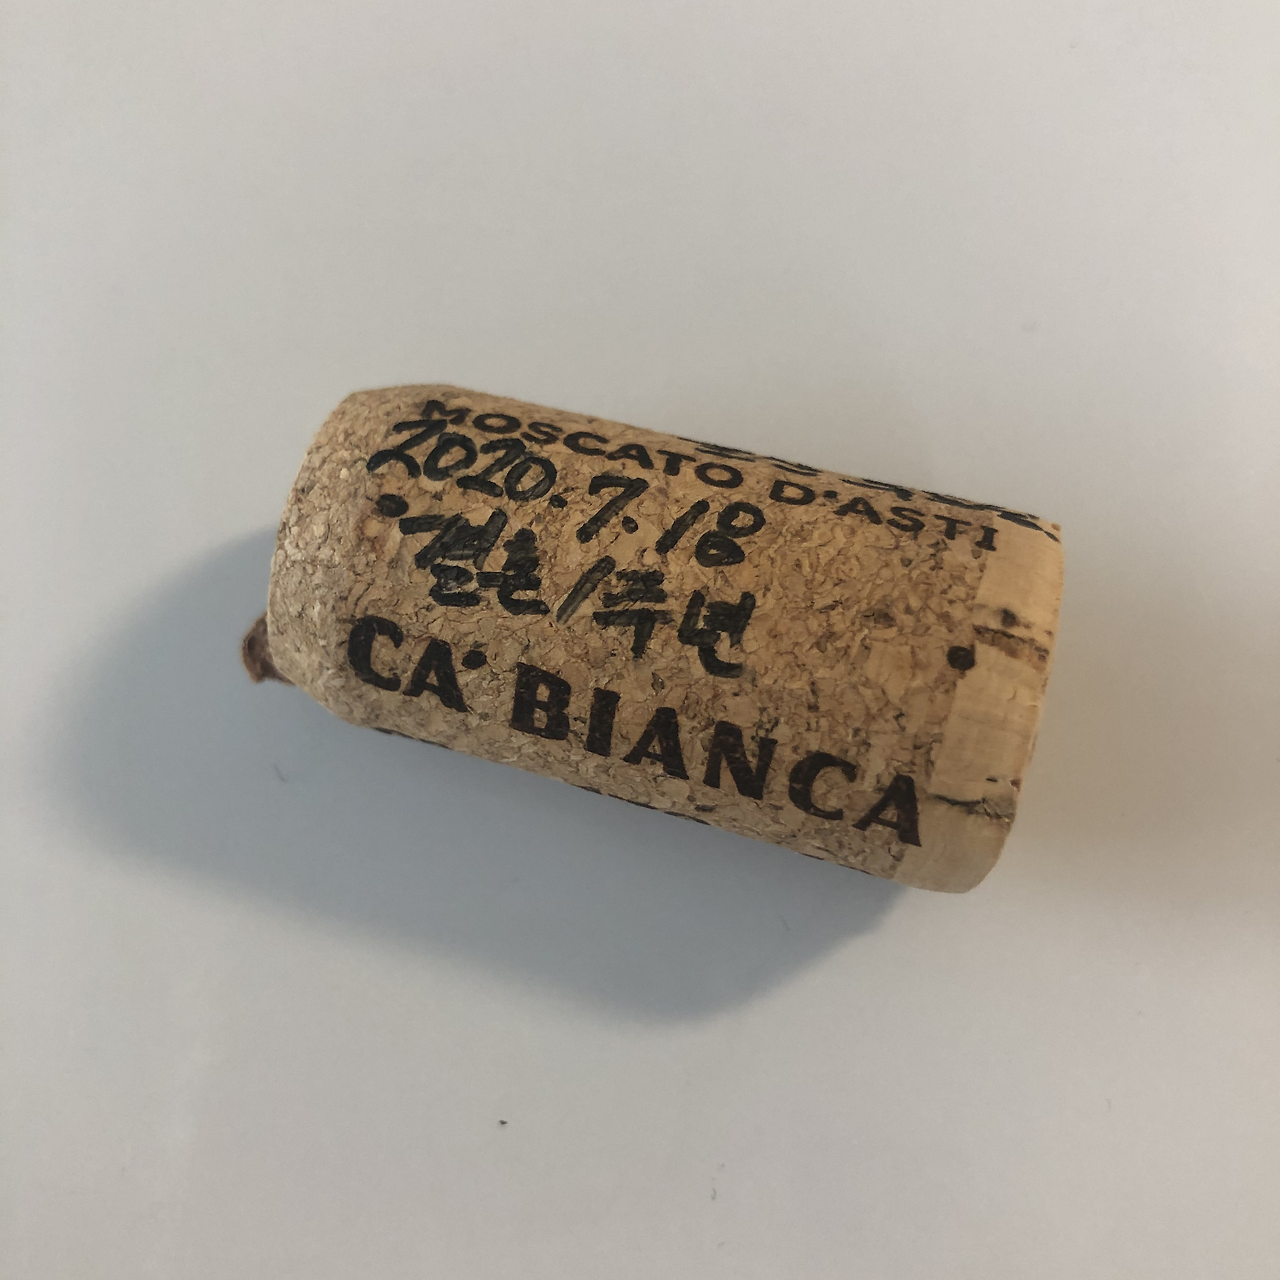 MOSCATO D'ASTI
2020.7.18
결혼 1주년
CA' BIANCA